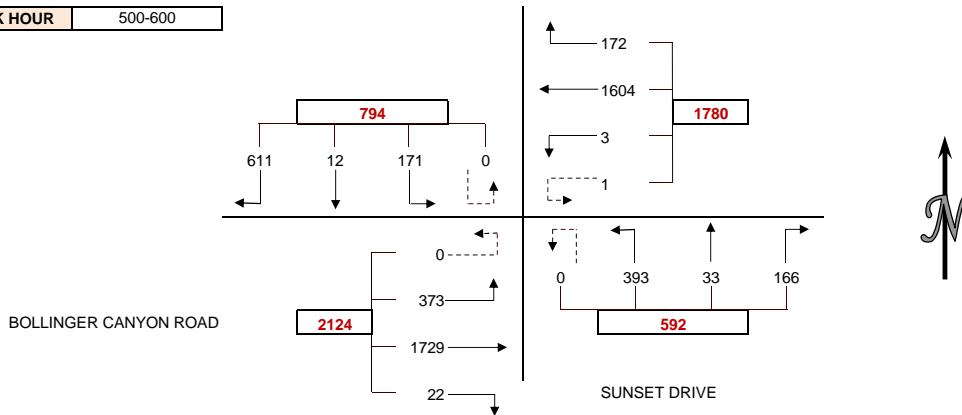 K HOUR 500-600
172
1604
794 1780
3
611 12 171 0
1
N
0
0 393 33 166
373
BOLLINGER CANYON ROAD 2124 592
1729
22 SUNSET DRIVE